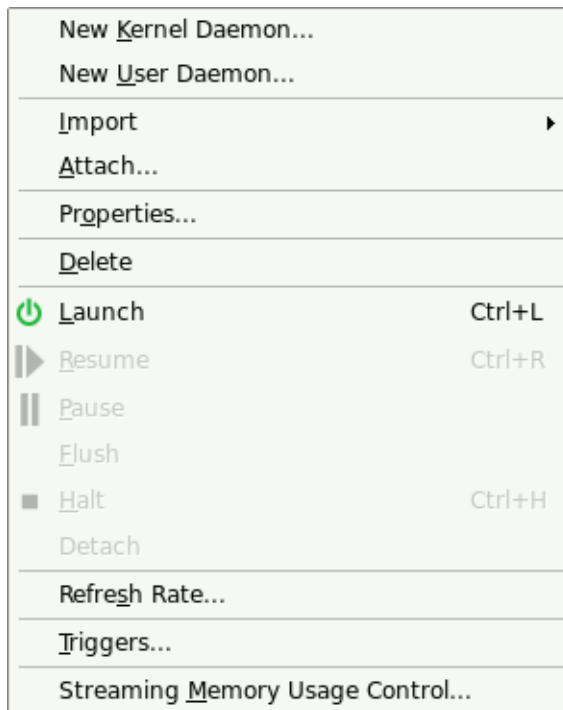 New Kernel Daemon...
New User Daemon...
Import
Attach...
Properties...
Delete
Launch Ctrl+L
Resume Ctrl+R
Pause
Flush
Halt Ctrl+H
Detach
Refresh Rate...
Triggers...
Streaming Memory Usage Control...